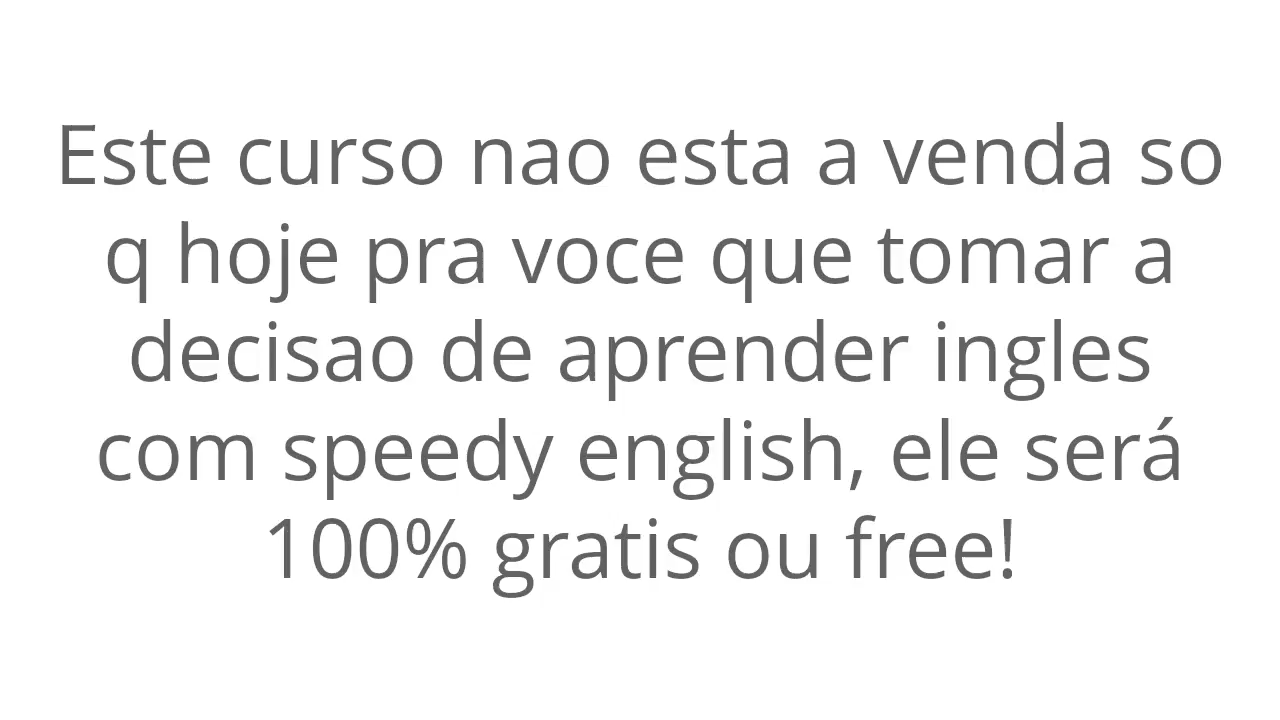 Este curso nao esta a venda so
q hoje pra voce que tomar a
decisao de aprender ingles
com speedy english, ele será
100% gratis ou free!